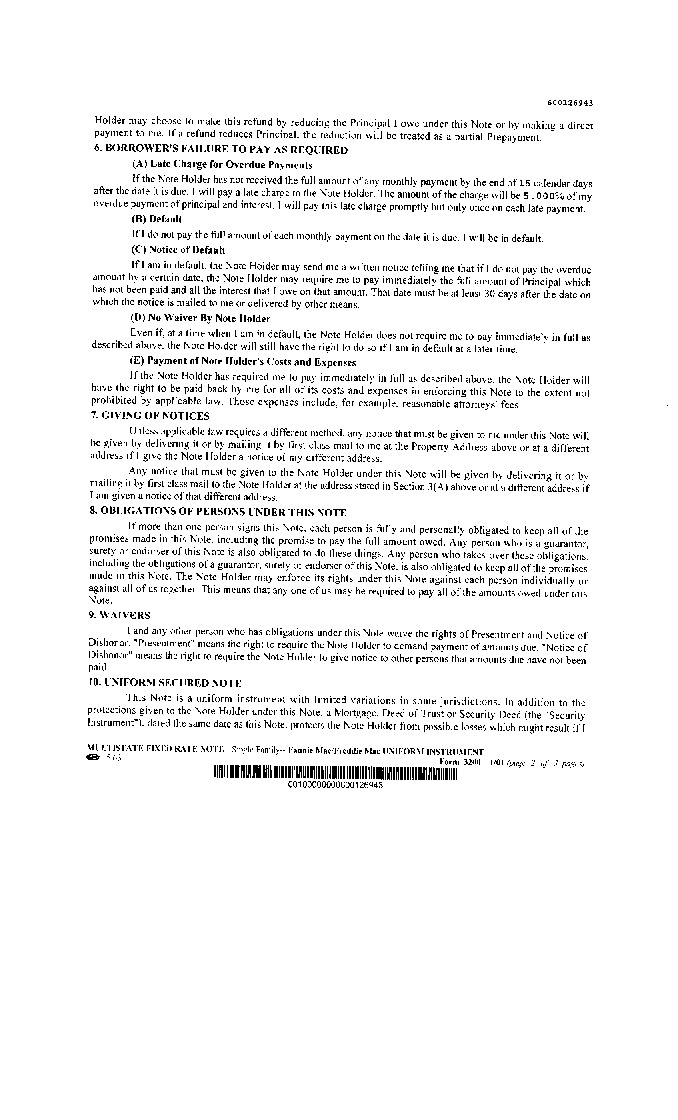 600126943
Holder may choose to make this refund by reducing the Principal I owe under this Note or by making a direct
payment to me. If a refund reduces Principal, the reduction will be treated as a partial Prepayment.
6. BORROWER'S FAILURE TO PAY AS REQUIRED
(A) Late Charge for Overdue Payments
If the Note Holder has not received the full amount of any monthly payment by the end of 15 calendar days
after the date it is due, I will pay a late charge to the Note Holder. The amount of the charge will be 5.000% of my
overdue payment of principal and interest. I will pay this late charge promptly but only once on each late payment.
(B) Default
If I do not pay the full amount of each monthly payment on the date it is due, I will be in default.
(C) Notice of Default
If I am in default, the Note Holder may send me a written notice telling me that if I do not pay the overdue
amount by a certain date, the Note Holder may require me to pay immediately the full amount of Principal which
has not been paid and all the interest that I owe on that amount. That date must be at least 30 days after the date on
which the notice is mailed to me or delivered by other means.
(D) No Waiver By Note Holder
Even if, at a time when I am in default, the Note Holder does not require me to pay immediately in full as
described above, the Note Holder will still have the right to do so if I am in default at a later time.
(E) Payment of Note Holder's Costs and Expenses
If the Note Holder has required me to pay immediately in full as described above, the Note Holder will
have the right to be paid back by me for all of its costs and expenses in enforcing this Note to the extent not
prohibited by applicable law. Those expenses include, for example, reasonable attorneys' fees.
7. GIVING OF NOTICES
Unless applicable law requires a different method, any notice that must be given to me under this Note will
be given by delivering it or by mailing it by first class mail to me at the Property Address above or at a different
address if I give the Note Holder a notice of my different address.
Any notice that must be given to the Note Holder under this Note will be given by delivering it or by
mailing it by first class mail to the Note Holder at the address stated in Section 3(A) above or at a different address if
I am given a notice of that different address.
8. OBLIGATIONS OF PERSONS UNDER THIS NOTE
If more than one person signs this Note, each person is fully and personally obligated to keep all of the
promises made in this Note, including the promise to pay the full amount owed. Any person who is a guarantor,
surety or endorser of this Note is also obligated to do these things. Any person who takes over these obligations,
including the obligations of a guarantor, surety or endorser of this Note, is also obligated to keep all of the promises
made in this Note. The Note Holder may enforce its rights under this Note against each person individually or
against all of us together. This means that any one of us may be required to pay all of the amounts owed under this
Note.
9. WAIVERS
I and any other person who has obligations under this Note waive the rights of Presentment and Notice of
Dishonor. "Presentment" means the right to require the Note Holder to demand payment of amounts due. "Notice of
Dishonor" means the right to require the Note Holder to give notice to other persons that amounts due have not been
paid.
10. UNIFORM SECURED NOTE
This Note is a uniform instrument with limited variations in some jurisdictions. In addition to the
protections given to the Note Holder under this Note, a Mortgage, Deed of Trust or Security Deed (the "Security
Instrument"), dated the same date as this Note, protects the Note Holder from possible losses which might result if I
MULTISTATE FIXED RATE NOTE--Single Family--Fannie Mae/Freddie Mac UNIFORM INSTRUMENT
Form 3200 1/01 (page 2 of 3 pages)
C010000000000126943